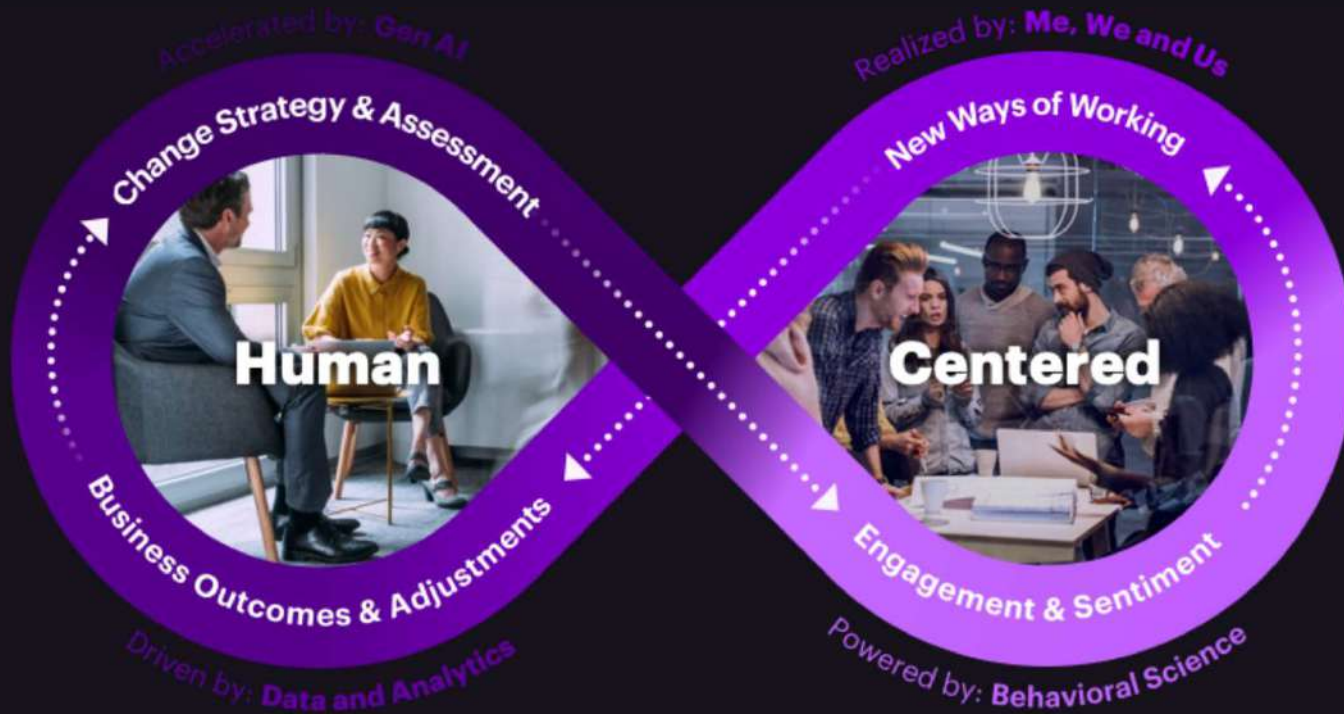 Accelerated by: Gen AI
Change Strategy & Assessment
Human
Business Outcomes & Adjustments
Driven by: Data and Analytics
Realized by: Me, We and Us
New Ways of Working
Centered
Engagement & Sentiment
Powered by: Behavioral Science